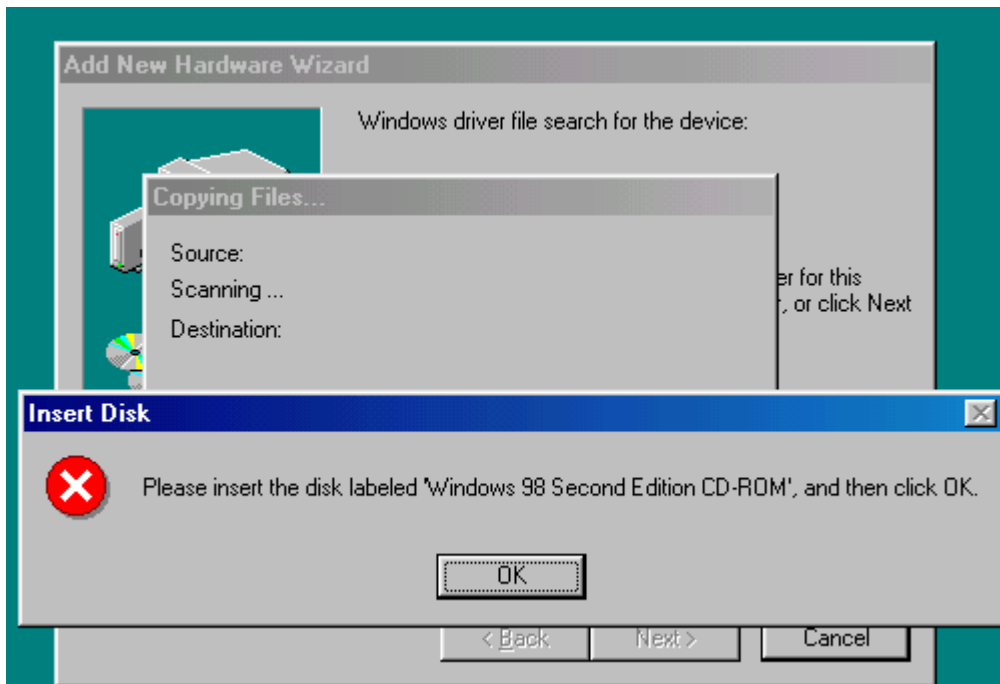 Add New Hardware Wizard
Windows driver file search for the device:
Copying Files...
Source:
Scanning ...
Destination:
er for this
, or click Next
Insert Disk
Please insert the disk labeled 'Windows 98 Second Edition CD-ROM', and then click OK.
OK
< Back
Next >
Cancel